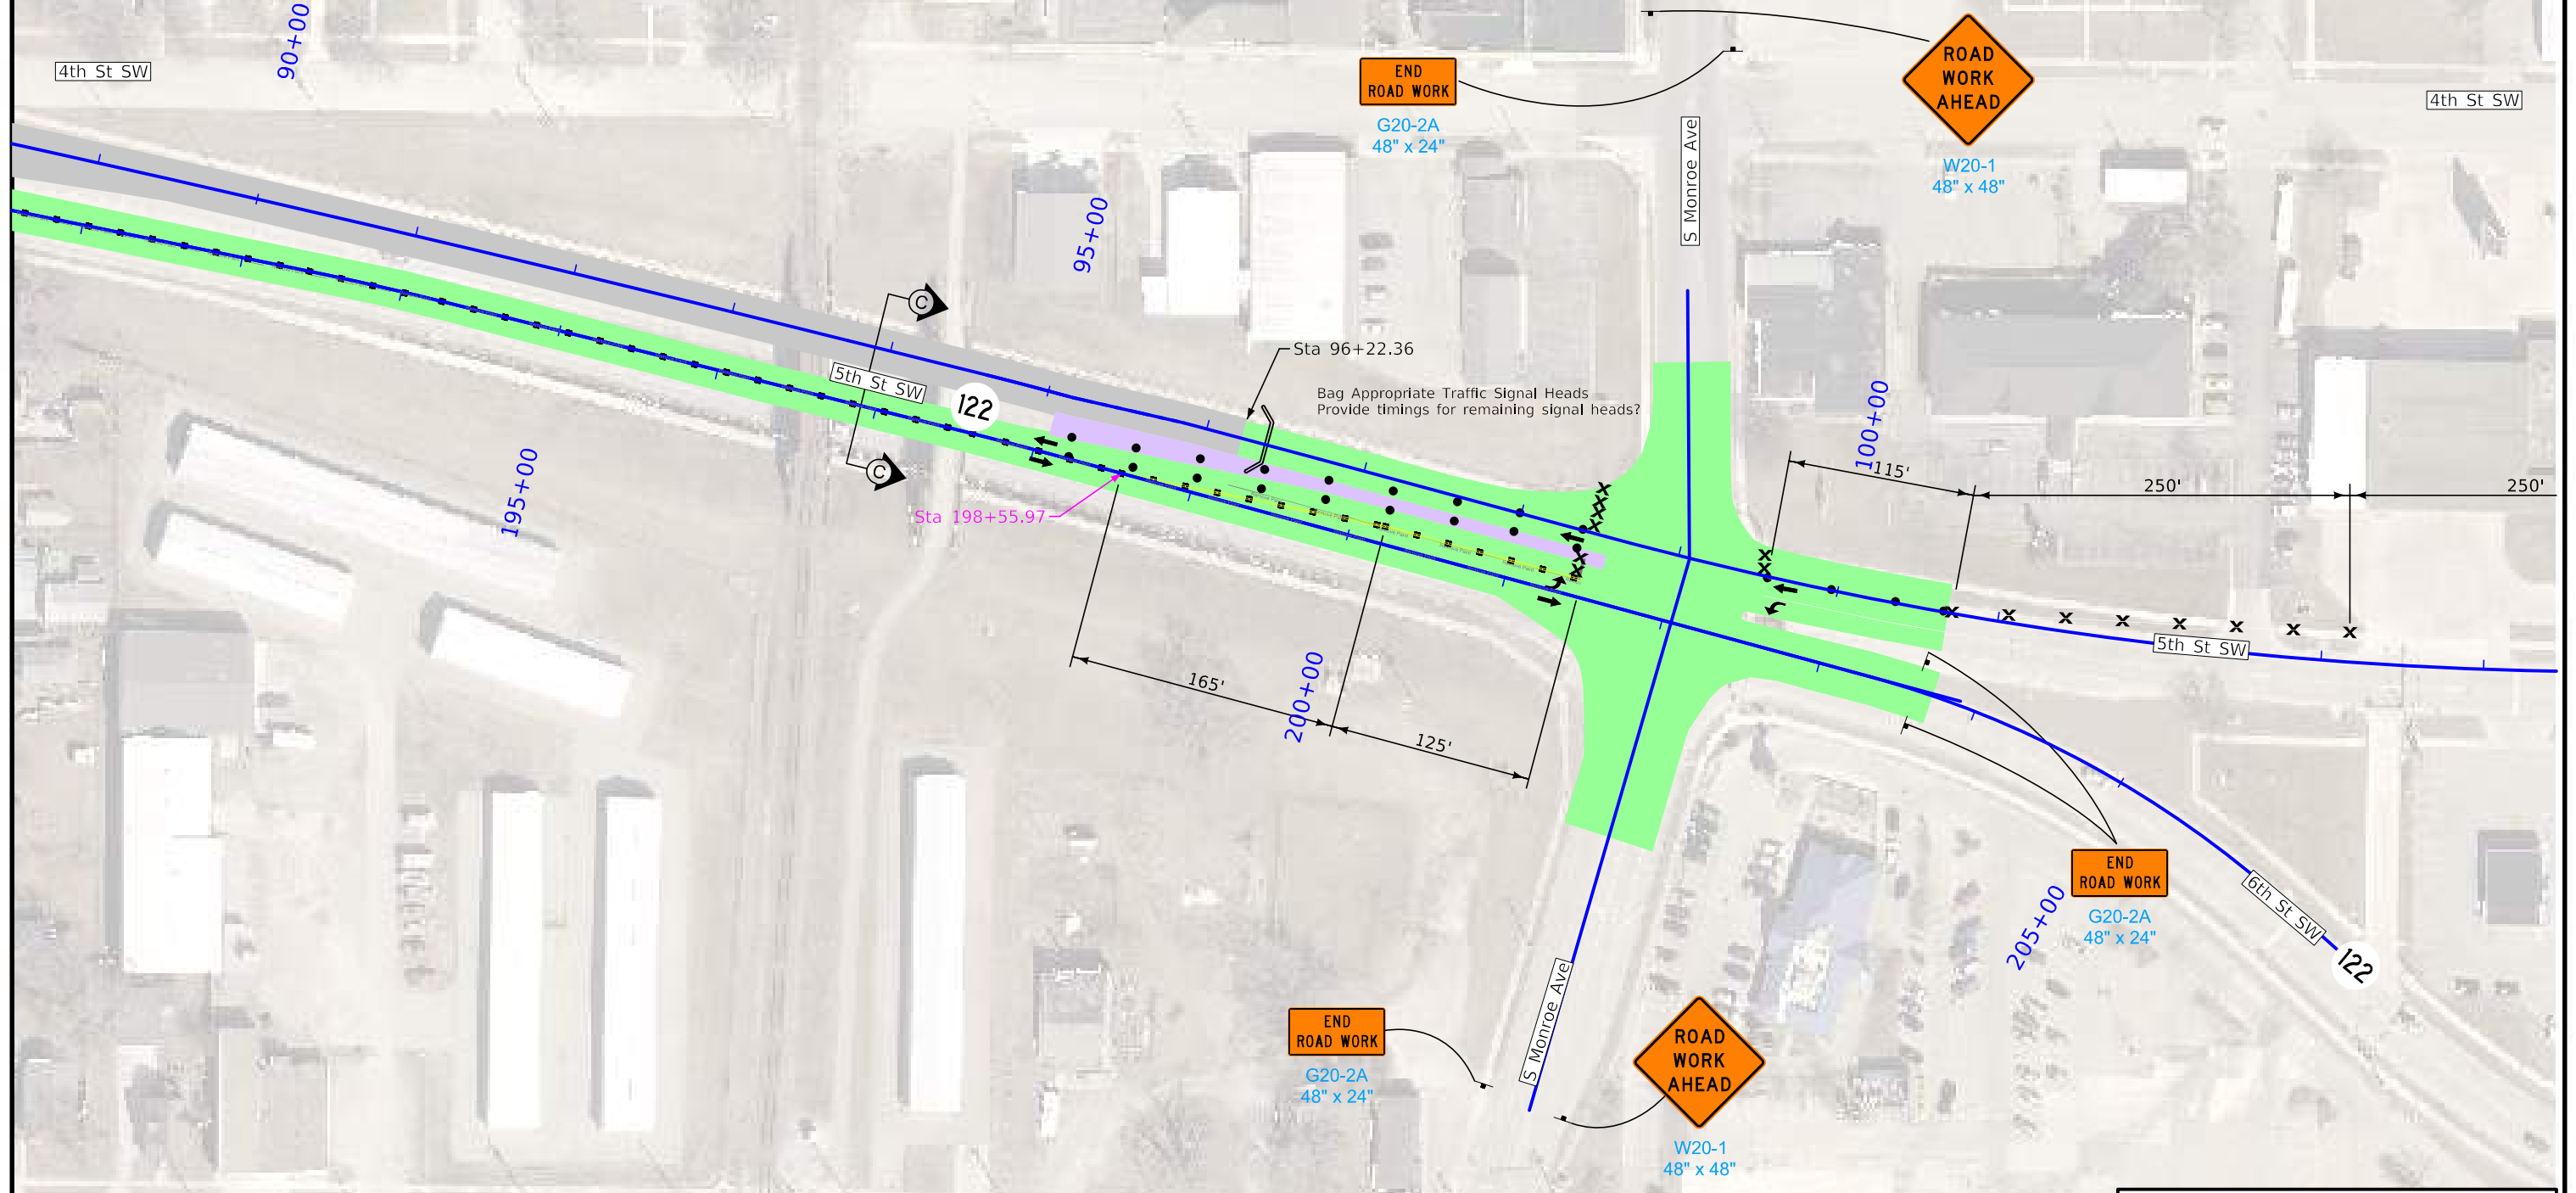 90+00
4th St SW
END
ROAD WORK
G20-2A
48" x 24"
ROAD
WORK
AHEAD
W20-1
48" x 48"
4th St SW
S Monroe Ave
95+00
C
Sta 96+22.36
5th St SW
122
Bag Appropriate Traffic Signal Heads
Provide timings for remaining signal heads?
100+00
115'
250'
250'
C
195+00
Sta 198+55.97
5th St SW
165'
200+00
125'
END
ROAD WORK
G20-2A
48" x 24"
6th St SW
122
205+00
S Monroe Ave
END
ROAD WORK
G20-2A
48" x 24"
ROAD
WORK
AHEAD
W20-1
48" x 48"